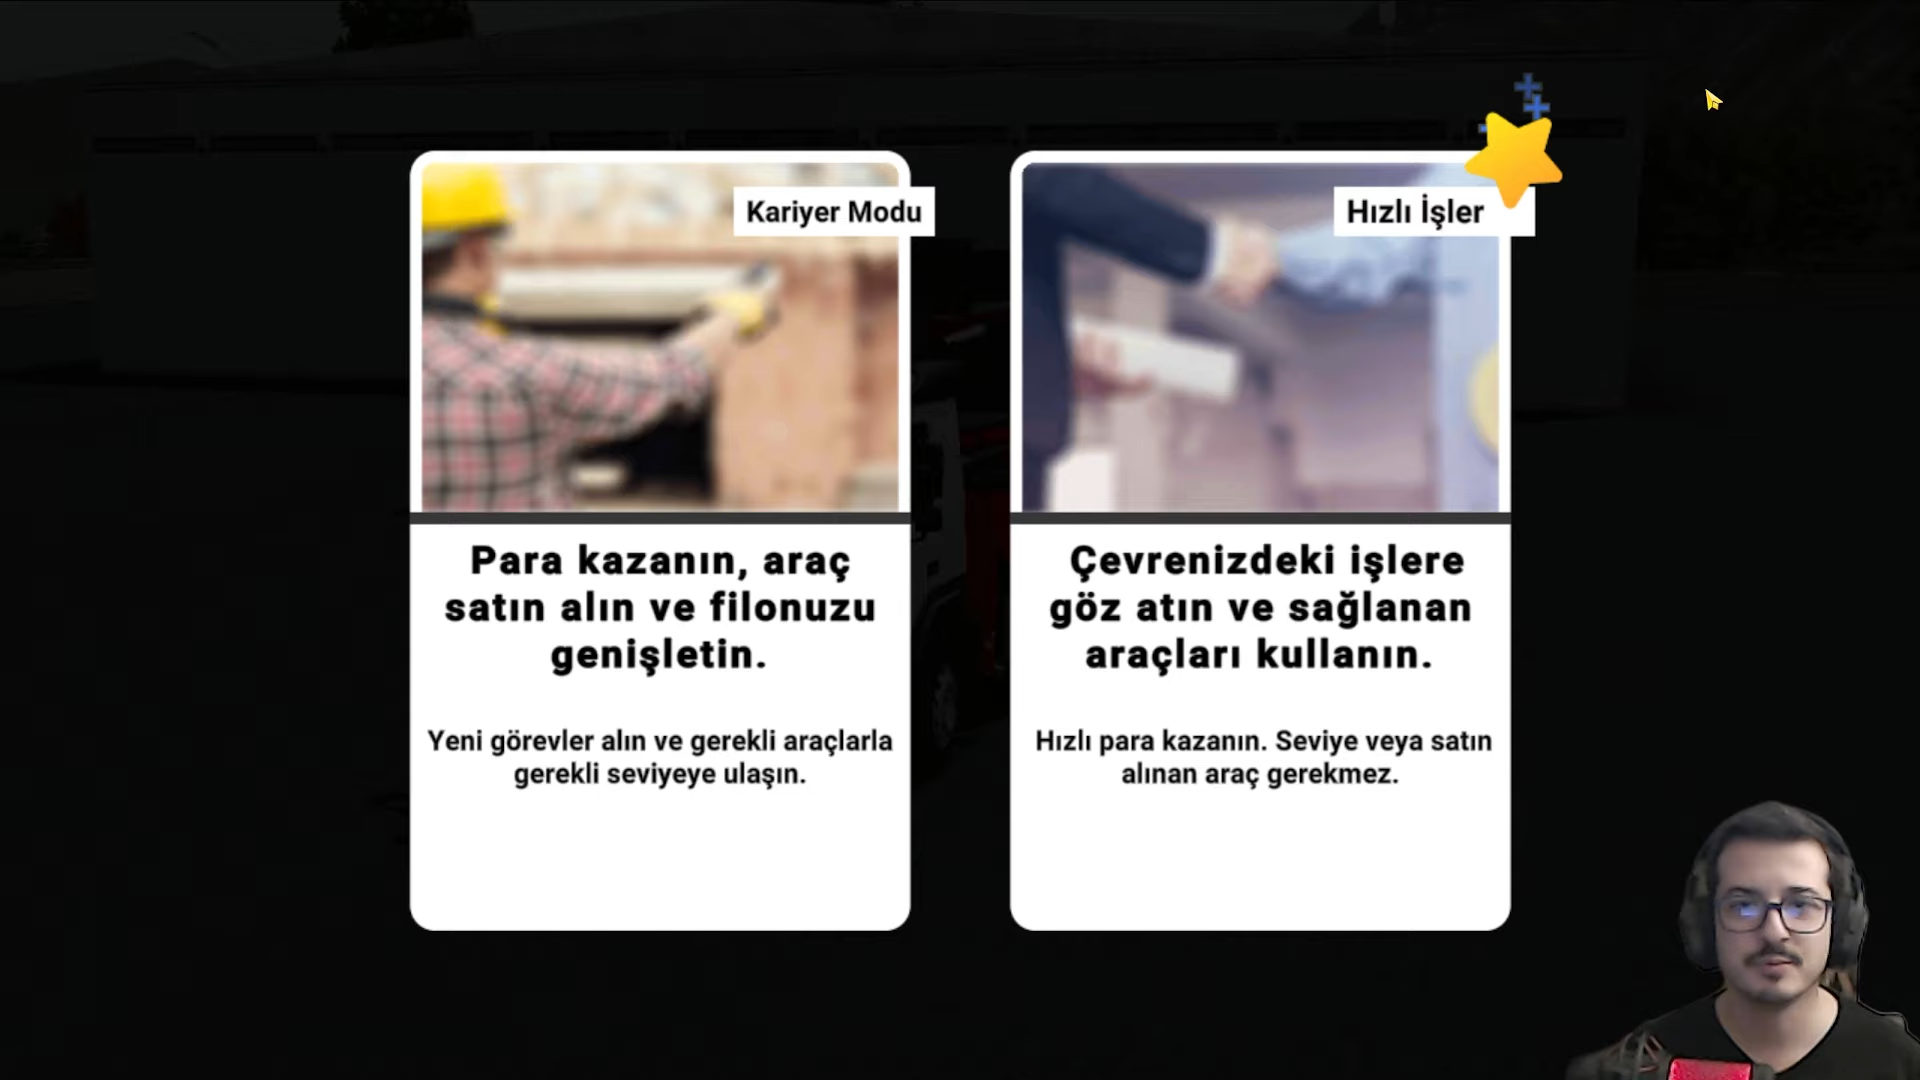 Kariyer Modu
Para kazanın, araç
satın alın ve filonuzu
genişletin.
Yeni görevler alın ve gerekli araçlarla
gerekli seviyeye ulaşın.
Hızlı İşler
Çevrenizdeki işlere
göz atın ve sağlanan
araçları kullanın.
Hızlı para kazanın. Seviye veya satın
alınan araç gerekmez.